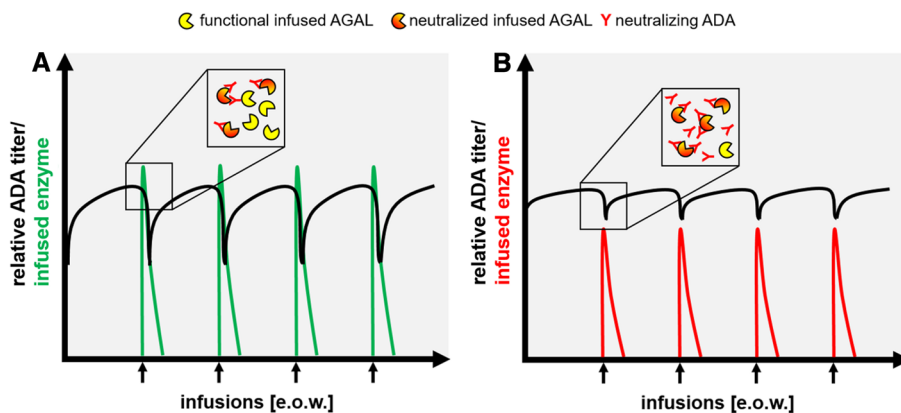 functional infused AGAL neutralized infused AGAL neutralizing ADA
A
relative ADA titer/
infused enzyme
infusions [e.o.w.]
B
relative ADA titer/
infused enzyme
infusions [e.o.w.]